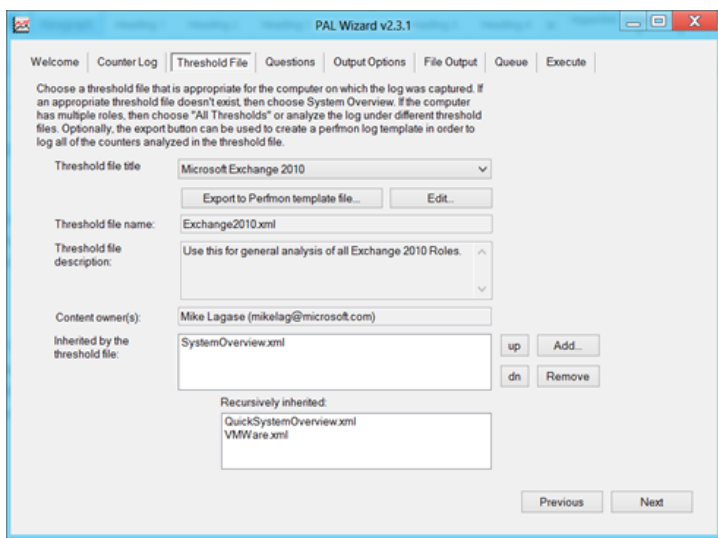 PAL Wizard v2.3.1
Welcome Counter Log Threshold File Questions Output Options File Output Queue Execute
Choose a threshold file that is appropriate for the computer on which the log was captured. If
an appropriate threshold file doesn't exist, then choose System Overview. If the computer
has multiple roles, then choose "All Thresholds" or analyze the log under different threshold
files. Optionally, the export button can be used to create a perfmon log template in order to
log all of the counters analyzed in the threshold file.
Threshold file title
Microsoft Exchange 2010
Export to Perfmon template file... Edit...
Threshold file name: Exchange2010.xml
Threshold file
description:
Use this for general analysis of all Exchange 2010 Roles.
Content owner(s): Mike Lagase (mikelag@microsoft.com)
Inherited by the
threshold file:
SystemOverview.xml
up Add...
dn Remove
Recursively inherited:
QuickSystemOverview.xml
VMWare.xml
Previous Next